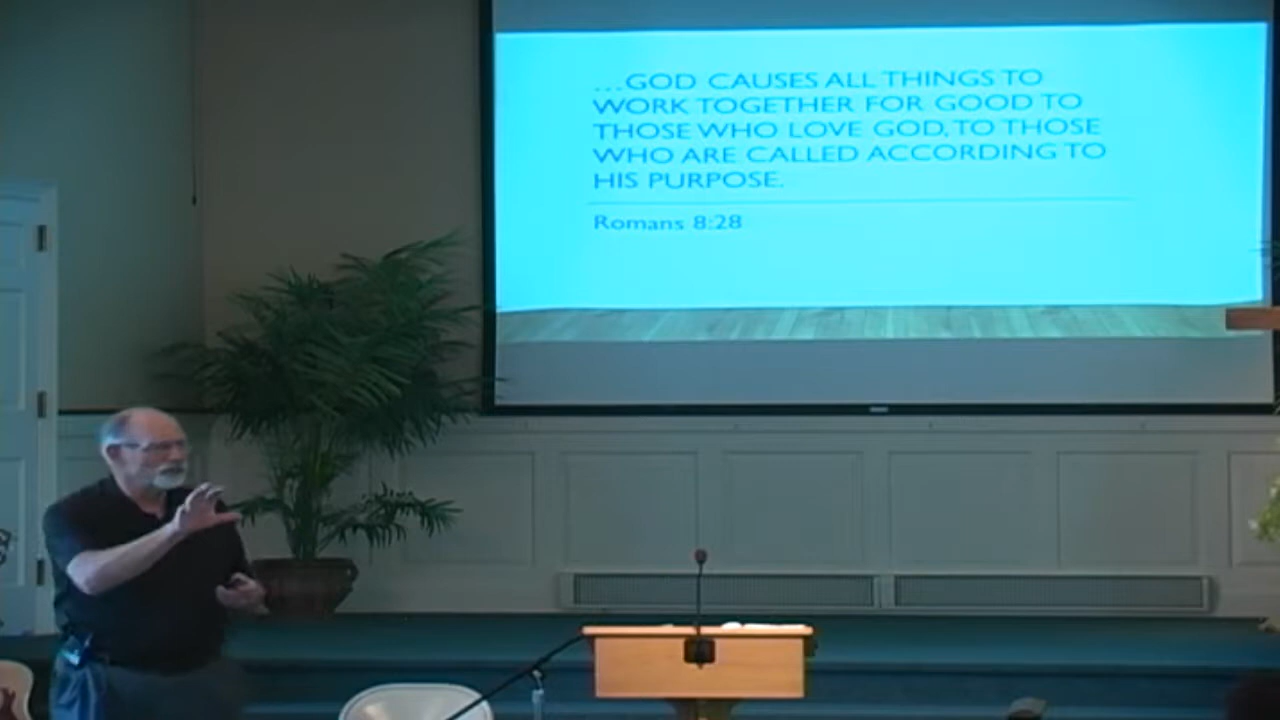 ...GOD CAUSES ALL THINGS TO
WORK TOGETHER FOR GOOD TO
THOSE WHO LOVE GOD, TO THOSE
WHO ARE CALLED ACCORDING TO
HIS PURPOSE.
Romans 8:28